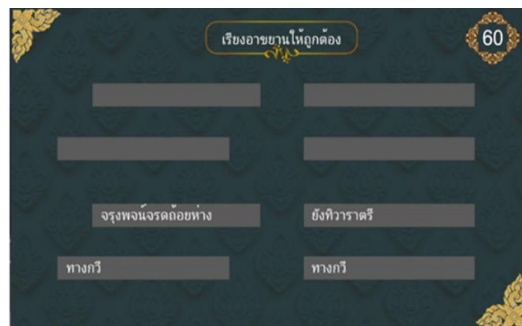 เรียงอาขยานให้ถูกต้อง
60
จรุงพจน์จรดถ้อยห่าง
ยังทิวาราตรี
ทางกวี
ทางกวี